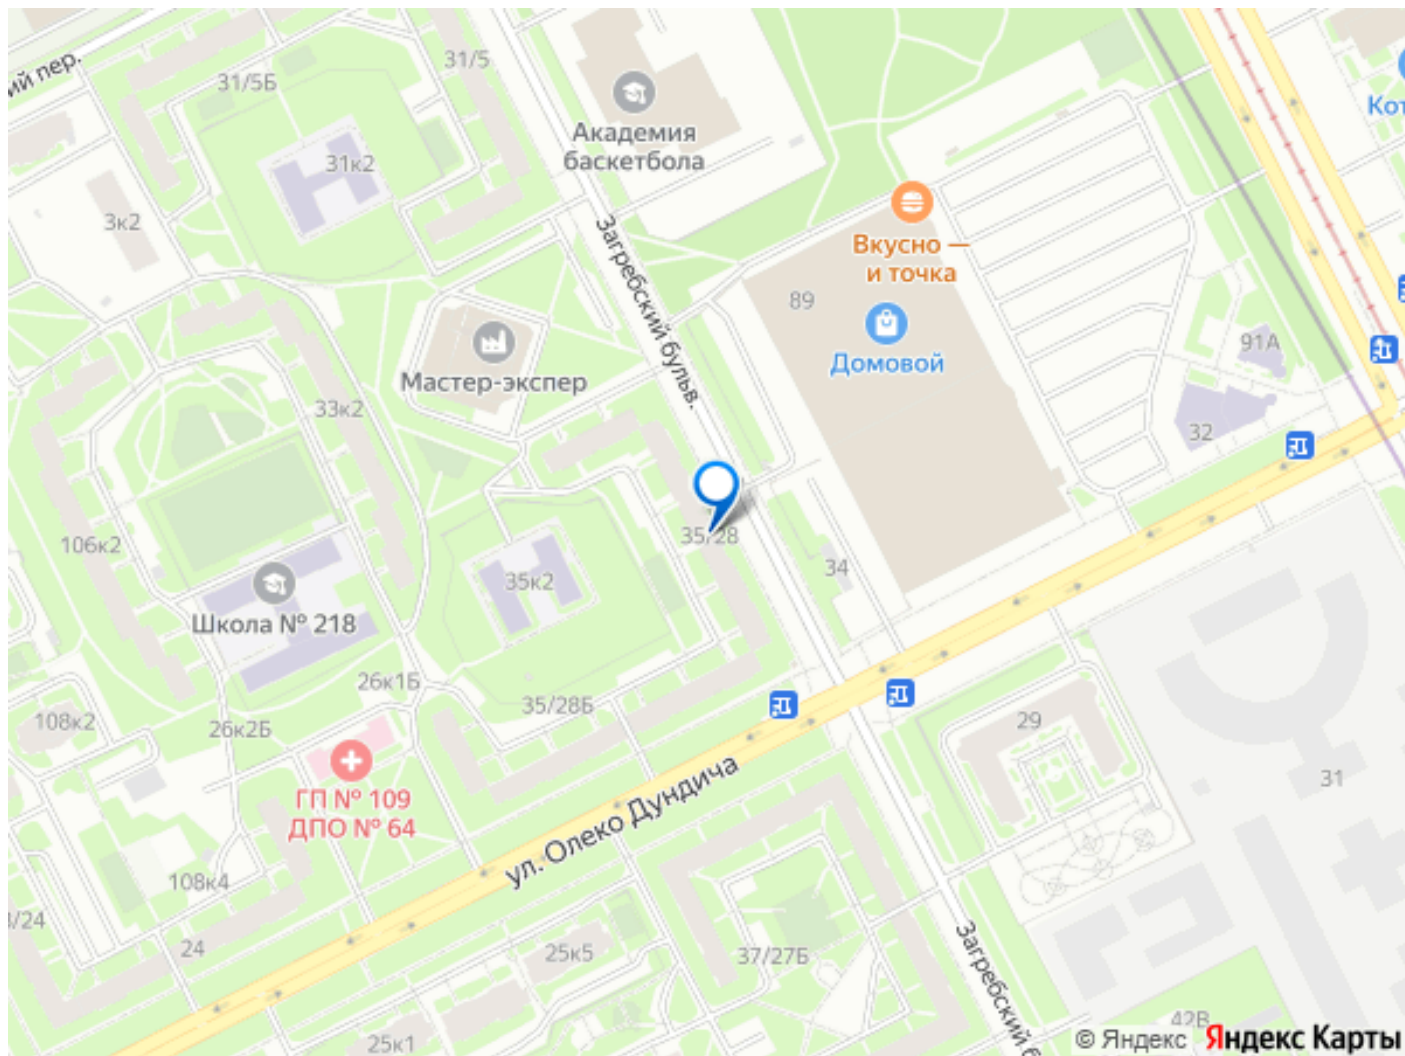 ий пер.
31/5Б
31/5
Академия
баскетбола
Кот
31к2
3к2
Загребский бульв.
Вкусно —
и точка
89
Домовой
91А
Мастер-экспер
33к2
32
106к2
35/28
34
35к2
Школа № 218
26к1Б
35/28Б
108к2
26к2Б
29
31
ГП № 109
ДПО № 64
ул. Олеко Дундича
108к4
/24
24
25к5
37/27Б
Загребский б
42В
25к1
© Яндекс Яндекс Карты